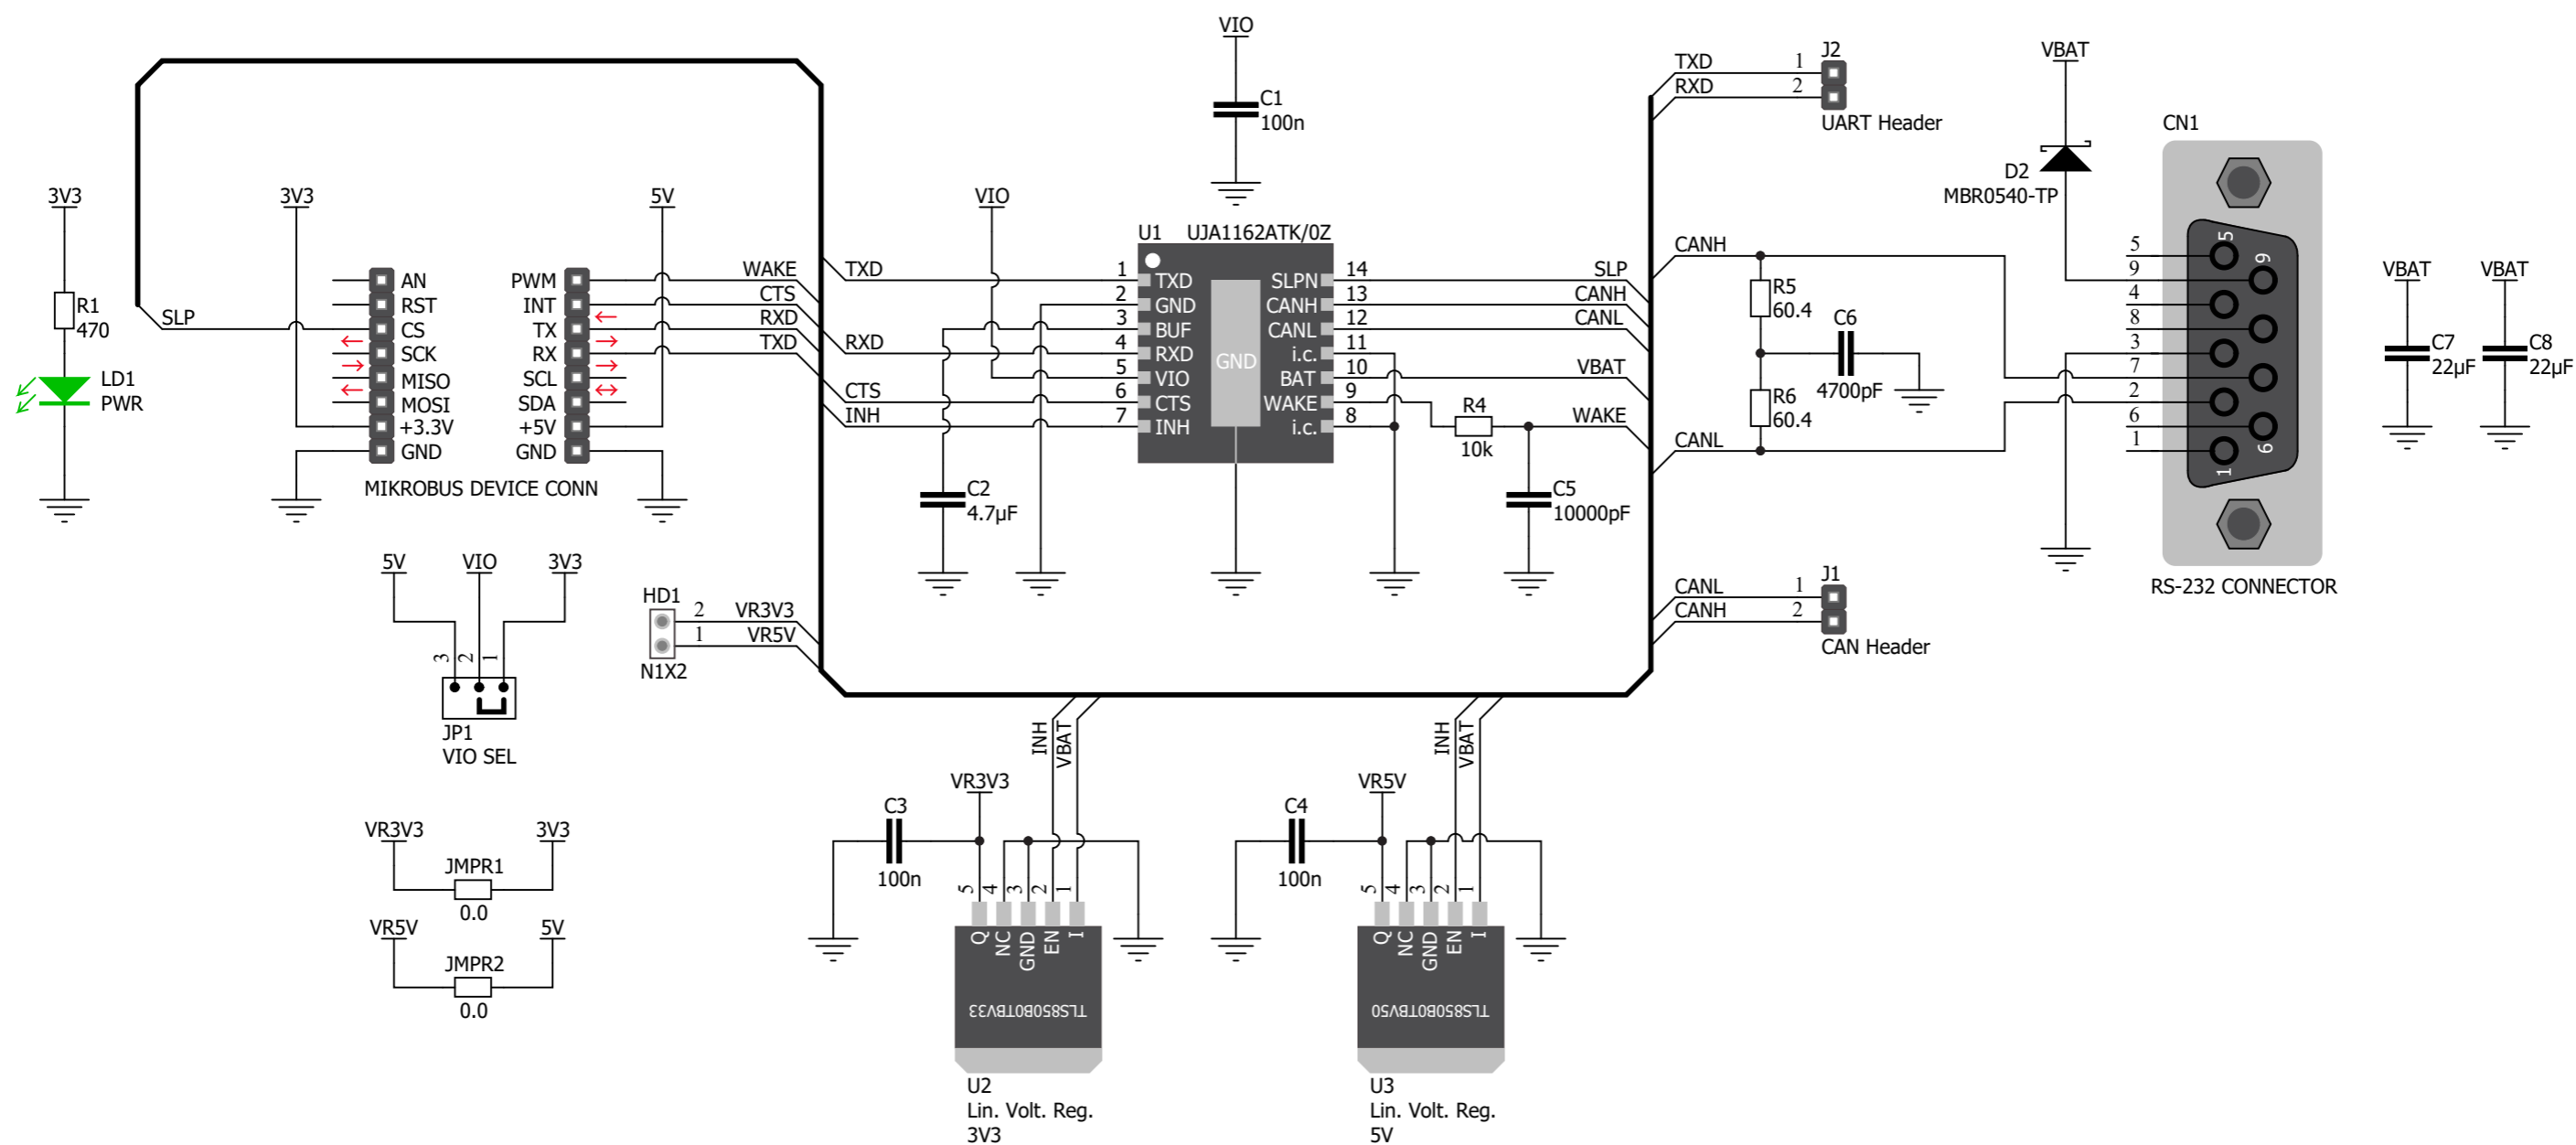 VIO
C1
100n
TXD 1
RXD 2
J2
UART Header
VBAT
D2
MBR0540-TP
CN1
5
9
4
8
3
7
2
6
1
5
9
1
6
RS-232 CONNECTOR
VBAT
C7
22µF
VBAT
C8
22µF
3V3
R1
470
LD1
PWR
SLP
3V3
5V
AN
RST
CS
SCK
MISO
MOSI
+3.3V
GND
PWM
INT
TX
RX
SCL
SDA
+5V
GND
MIKROBUS DEVICE CONN
WAKE
CTS
RXD
TXD
TXD
RXD
CTS
INH
VIO
U1 UJA1162ATK/0Z
1 TXD
2 GND
3 BUF
4 RXD
5 VIO
6 CTS
7 INH
GND
SLPN 14 SLP
CANH 13 CANH
CANL 12 CANL
i.c. 11
BAT 10 VBAT
WAKE 9
i.c. 8
R4
10k
WAKE
C2
4.7µF
C5
10000pF
CANH
R5
60.4
C6
4700pF
R6
60.4
CANL
5V VIO 3V3
3 2 1
JP1
VIO SEL
HD1
2 VR3V3
1 VR5V
N1X2
CANL 1
CANH 2
J1
CAN Header
VR3V3 3V3
JMPR1
0.0
VR5V 5V
JMPR2
0.0
INH
VBAT
VR3V3
C3
100n
5 4 3 2 1
Q NC GND EN I
TLS850B0TBV33
U2
Lin. Volt. Reg.
3V3
INH
VBAT
VR5V
C4
100n
5 4 3 2 1
Q NC GND EN I
TLS850B0TBV50
U3
Lin. Volt. Reg.
5V